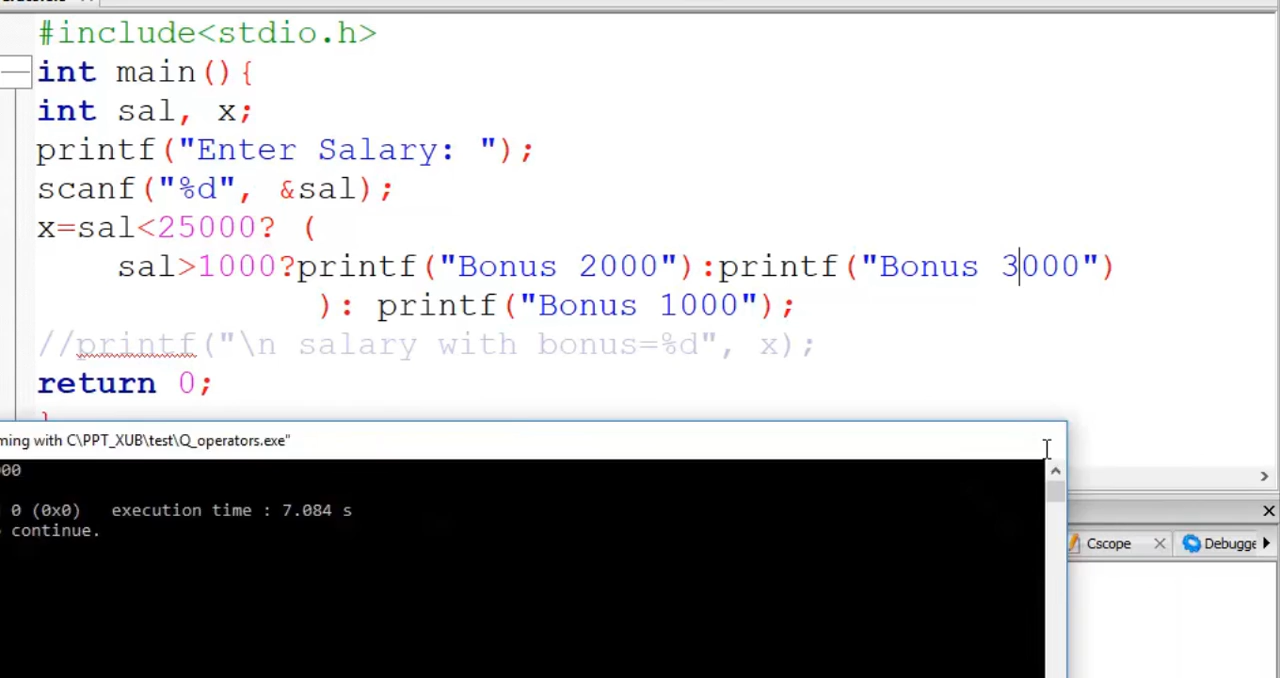 #include<stdio.h>
int main(){
int sal, x;
printf("Enter Salary: ");
scanf("%d", &sal);
x=sal<25000? (
sal>1000?printf("Bonus 2000"):printf("Bonus 3000")
): printf("Bonus 1000");
//printf("\n salary with bonus=%d", x);
return 0;
}
ming with C\PPT_XUB\test\Q_operators.exe"
00
0 (0x0) execution time : 7.084 s
continue.
Cscope
Debugge